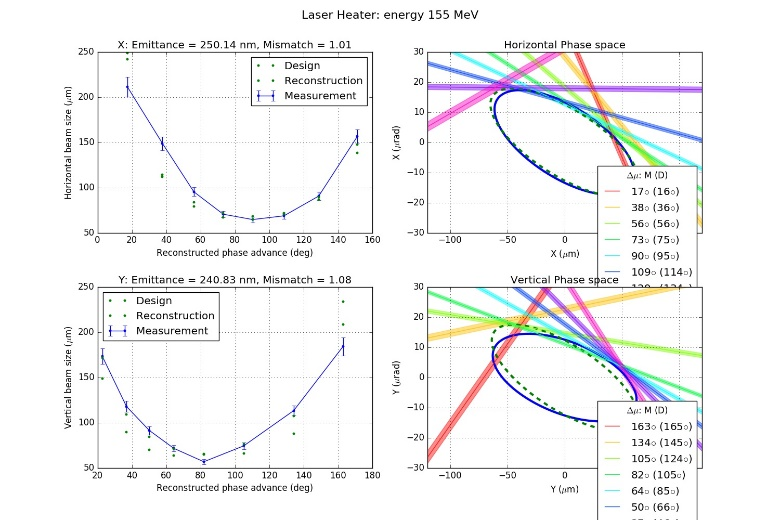 Laser Heater: energy 155 MeV
X: Emittance = 250.14 nm, Mismatch = 1.01
Horizontal beam size (μm)
250
200
150
100
50
0 20 40 60 80 100 120 140 160
Reconstructed phase advance (deg)
Design
Reconstruction
Measurement
Horizontal Phase space
X (μrad)
30
20
10
0
−10
−20
−30
−100 −50 0
X (μm)
Δμ: M (D)
17○ (16○)
38○ (36○)
56○ (56○)
73○ (75○)
90○ (95○)
109○ (114○)
Y: Emittance = 240.83 nm, Mismatch = 1.08
Vertical beam size (μm)
250
200
150
100
50
20 40 60 80 100 120 140 160 180
Reconstructed phase advance (deg)
Design
Reconstruction
Measurement
Vertical Phase space
Y (μrad)
30
20
10
0
−10
−20
−30
−100 −50 0
Y (μm)
Δμ: M (D)
163○ (165○)
134○ (145○)
105○ (124○)
82○ (105○)
64○ (85○)
50○ (66○)